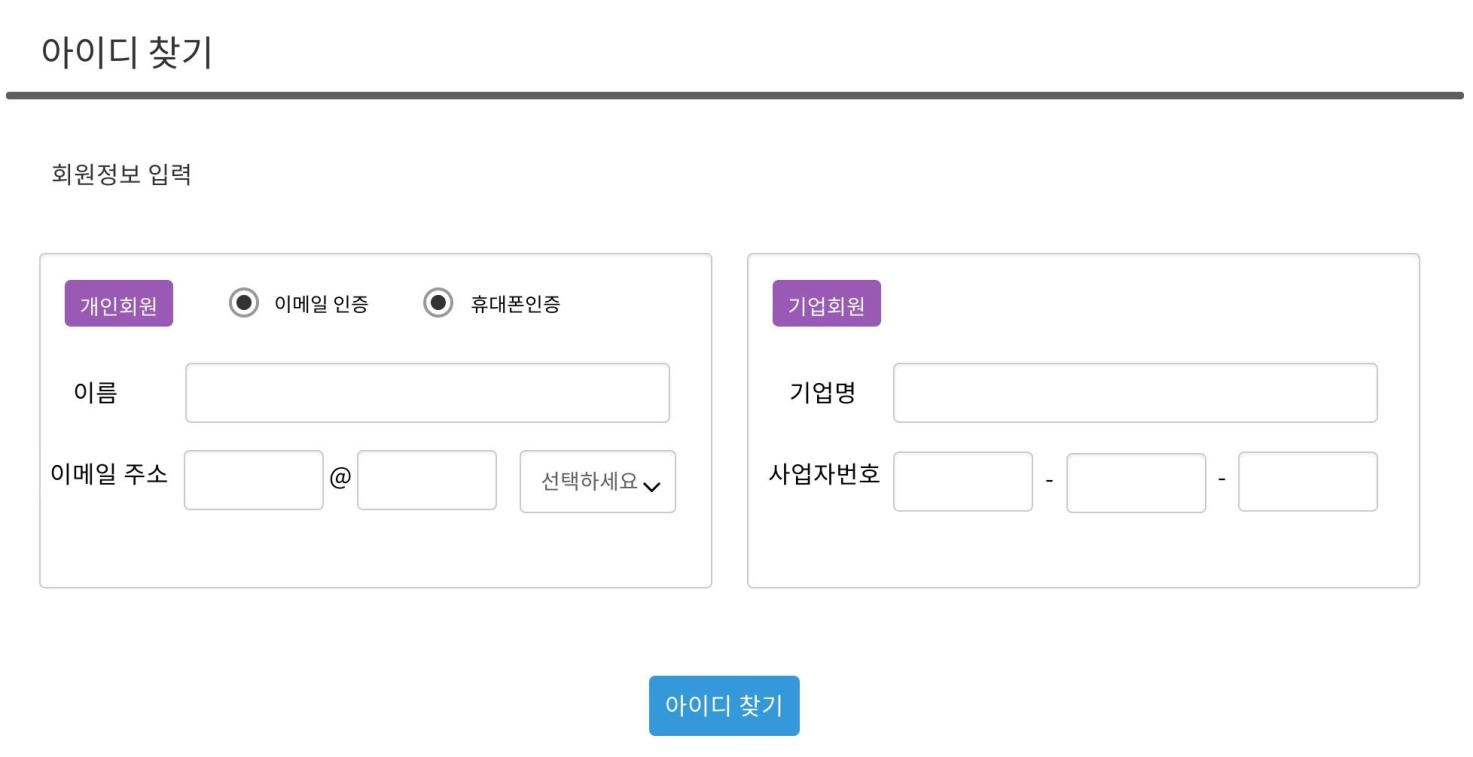 아이디 찾기
회원정보 입력
개인회원 이메일 인증 휴대폰인증
이름
이메일 주소 @ 선택하세요
기업회원
기업명
사업자번호 - -
아이디 찾기